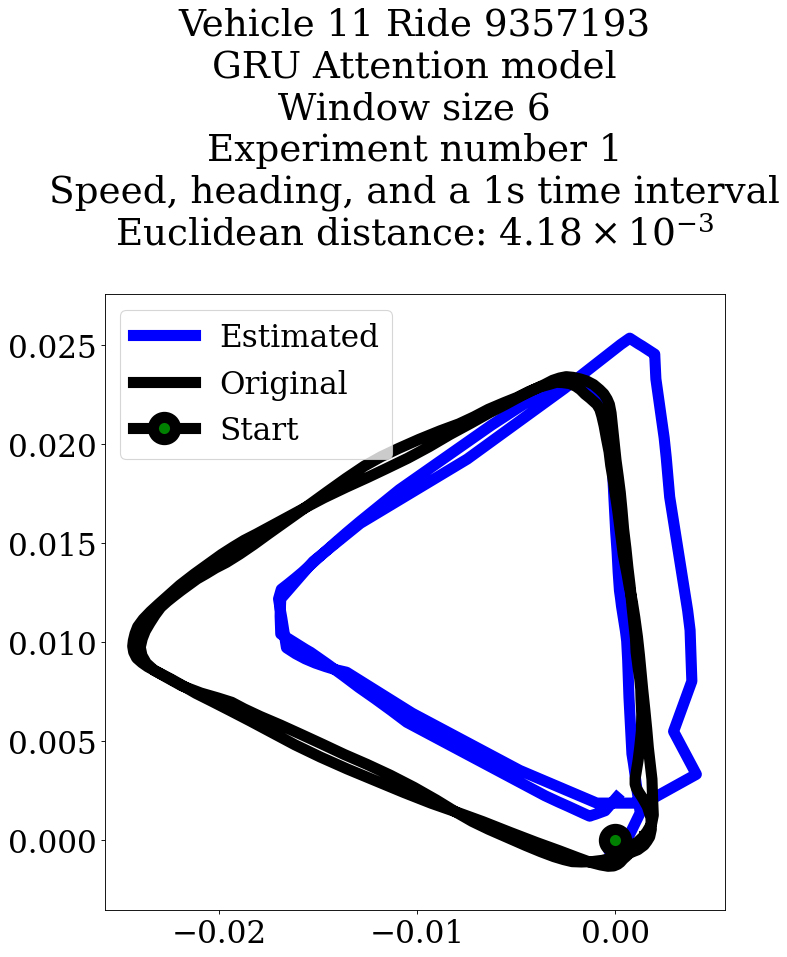 Vehicle 11 Ride 9357193
GRU Attention model
Window size 6
Experiment number 1
Speed, heading, and a 1s time interval
Euclidean distance: 4.18 × 10⁻³
Estimated
Original
Start
0.025
0.020
0.015
0.010
0.005
0.000
−0.02
−0.01
0.00